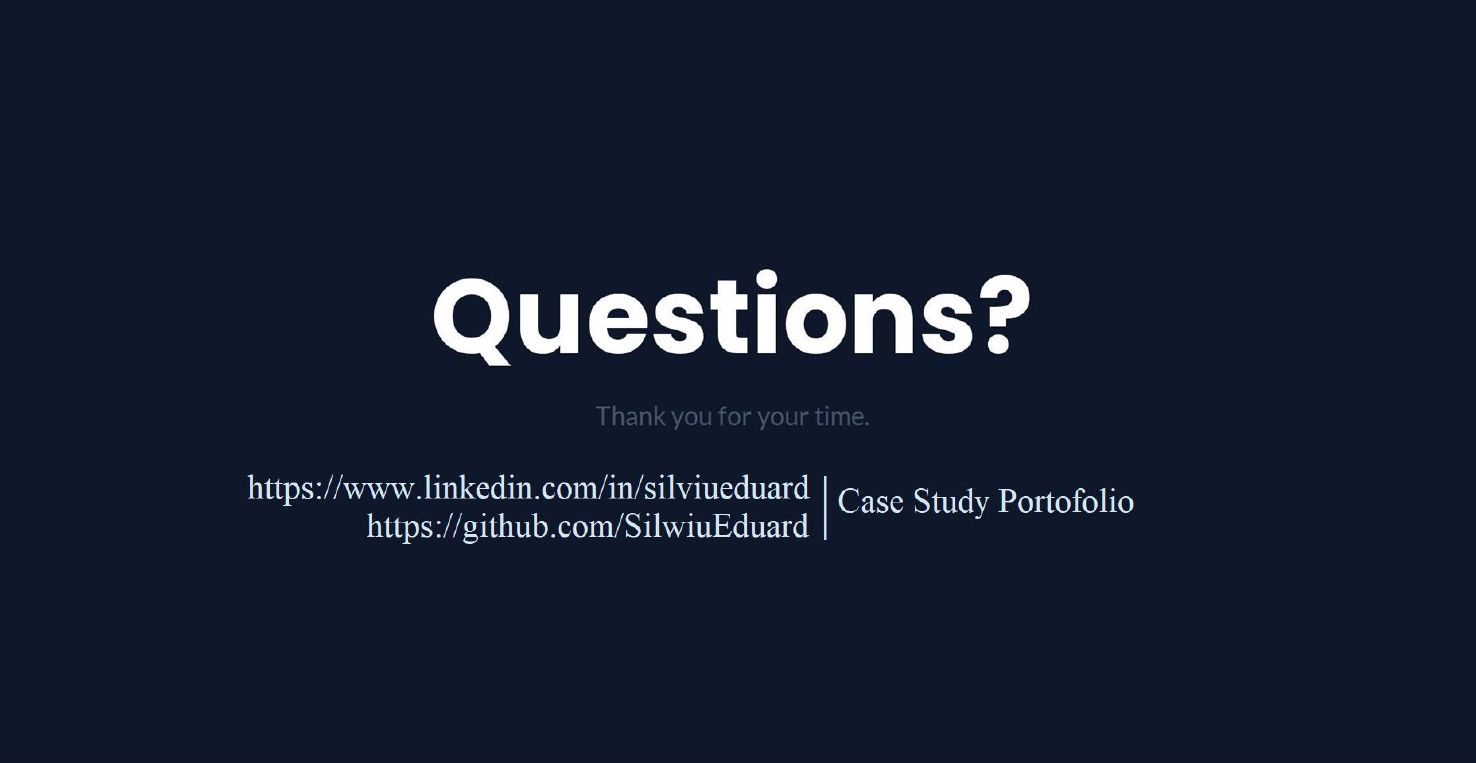 Questions?
Thank you for your time.
https://www.linkedin.com/in/silviueduard
https://github.com/SilwiuEduard
Case Study Portofolio